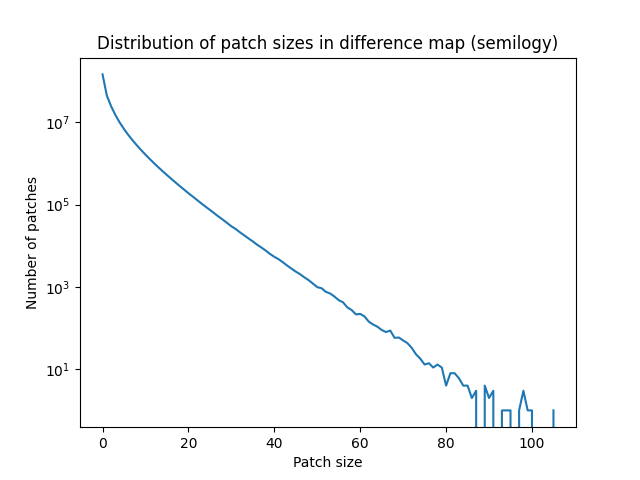 Distribution of patch sizes in difference map (semilogy)
Number of patches
10^7
10^5
10^3
10^1
0 20 40 60 80 100
Patch size